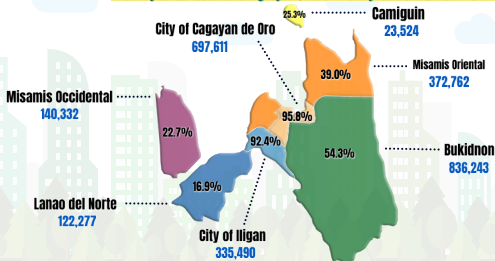 25.3%
Camiguin
23,524
City of Cagayan de Oro
697,611
39.0%
Misamis Oriental
372,762
Misamis Occidental
140,332
22.7%
95.8%
92.4%
54.3%
Bukidnon
836,243
16.9%
Lanao del Norte
122,277
City of Iligan
335,490